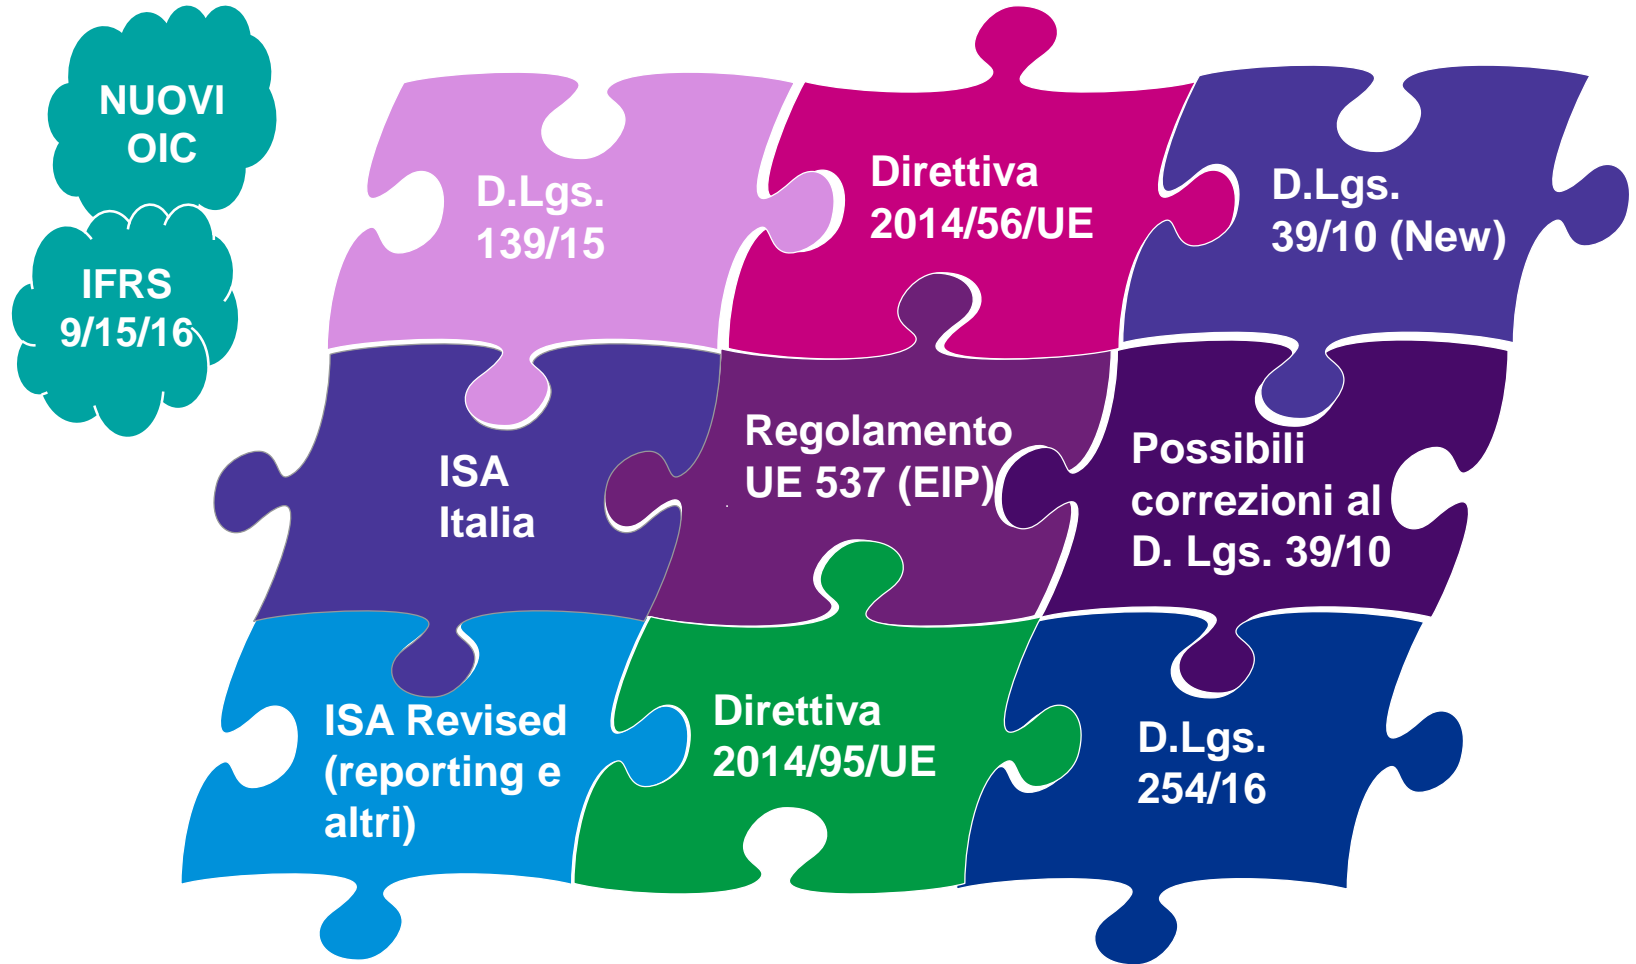 NUOVI
OIC
IFRS
9/15/16
D.Lgs.
139/15
Direttiva
2014/56/UE
D.Lgs.
39/10 (New)
ISA
Italia
Regolamento
UE 537 (EIP)
Possibili
correzioni al
D. Lgs. 39/10
ISA Revised
(reporting e
altri)
Direttiva
2014/95/UE
D.Lgs.
254/16